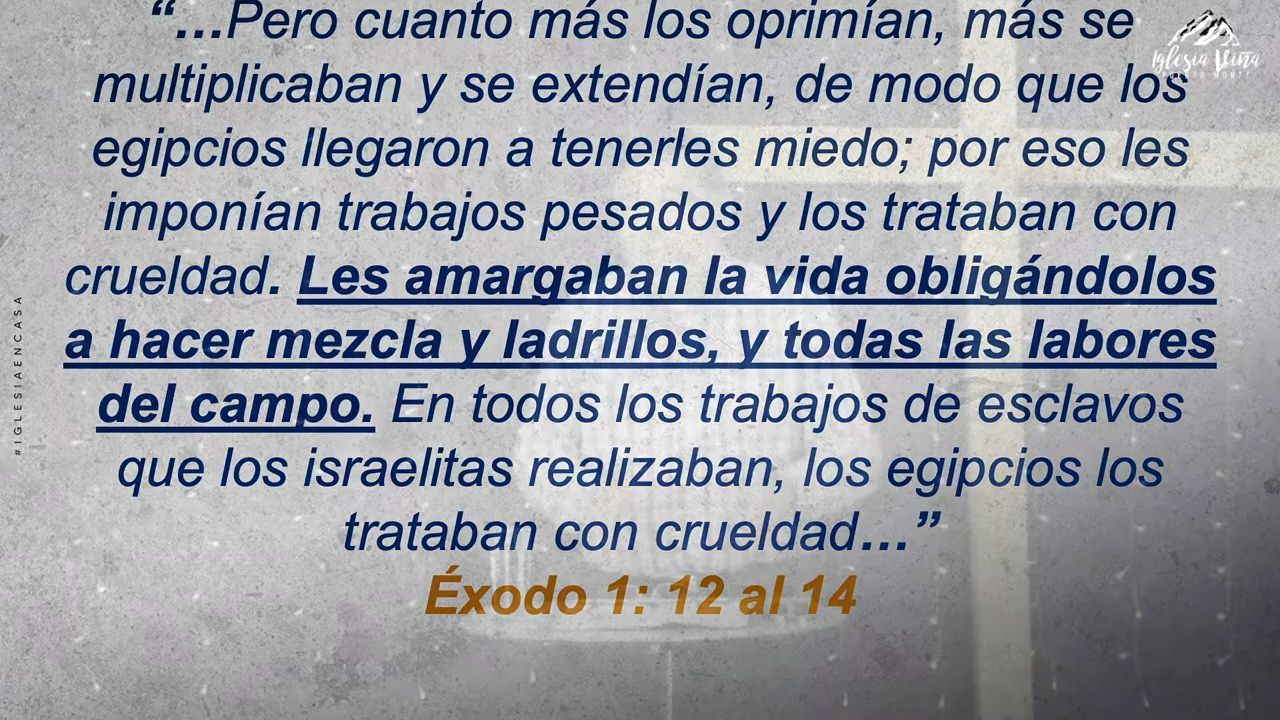 “...Pero cuanto más los oprimían, más se
multiplicaban y se extendían, de modo que los
egipcios llegaron a tenerles miedo; por eso les
imponían trabajos pesados y los trataban con
crueldad. Les amargaban la vida obligándolos
a hacer mezcla y ladrillos, y todas las labores
del campo. En todos los trabajos de esclavos
que los israelitas realizaban, los egipcios los
trataban con crueldad...”
Éxodo 1: 12 al 14
Iglesia Viña
PUERTO MONTT
#IGLESIAENCASA